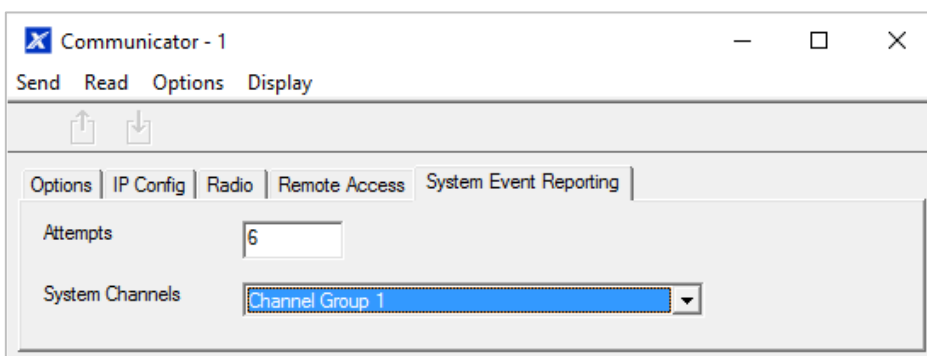 Communicator - 1
Send Read Options Display
Options IP Config Radio Remote Access System Event Reporting
Attempts 6
System Channels Channel Group 1